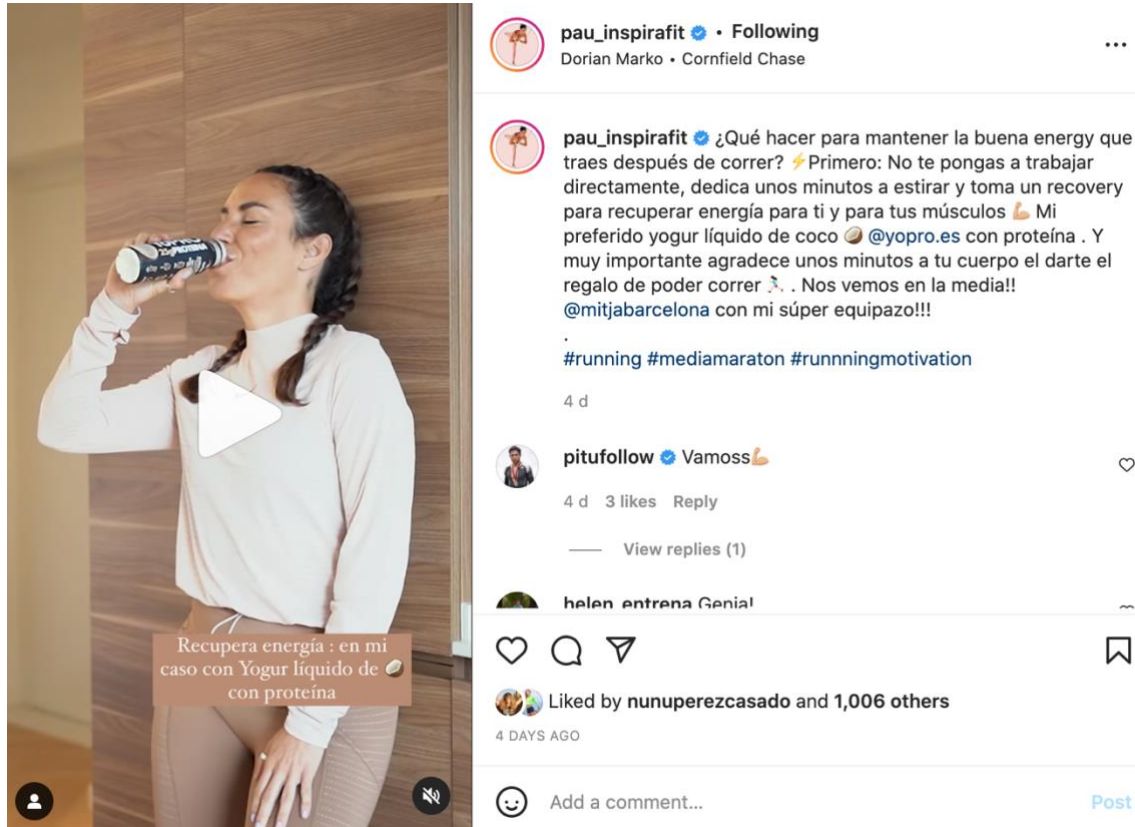 pau_inspirafit • Following
Dorian Marko • Cornfield Chase
pau_inspirafit ¿Qué hacer para mantener la buena energy que
traes después de correr? ⚡Primero: No te pongas a trabajar
directamente, dedica unos minutos a estirar y toma un recovery
para recuperar energía para ti y para tus músculos 💪🏼 Mi
preferido yogur líquido de coco 🥥 @yopro.es con proteína . Y
muy importante agradece unos minutos a tu cuerpo el darte el
regalo de poder correr 🏃🏻‍♀️ . Nos vemos en la media!!
@mitjabarcelona con mi súper equipazo!!!
.
#running #mediamaraton #runnningmotivation
4 d
pitufollow Vamoss💪🏼
4 d 3 likes Reply
View replies (1)
helen_entrena Genial
Liked by nunuperezcasado and 1,006 others
4 DAYS AGO
Add a comment...
Post
Recupera energía : en mi
caso con Yogur líquido de 🥥
con proteína